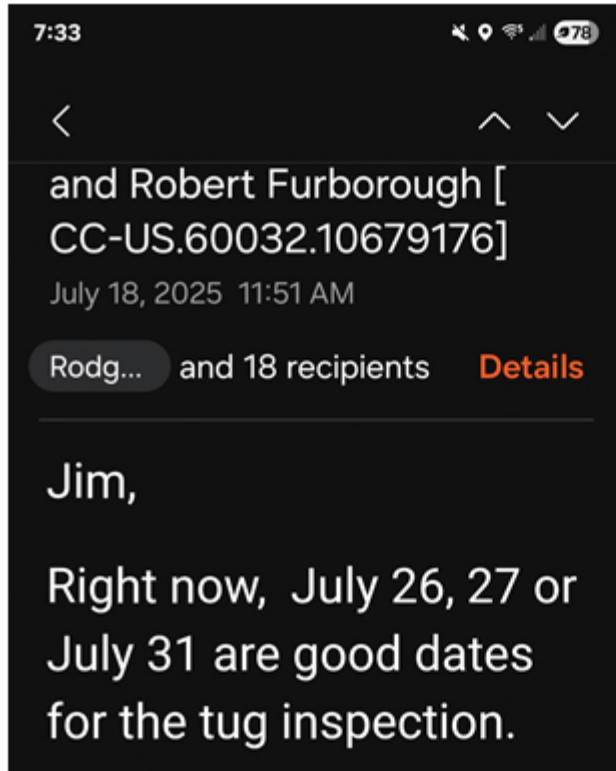 7:33
78
and Robert Furborough [
CC-US.60032.10679176]
July 18, 2025 11:51 AM
Rodg... and 18 recipients Details
Jim,
Right now, July 26, 27 or
July 31 are good dates
for the tug inspection.